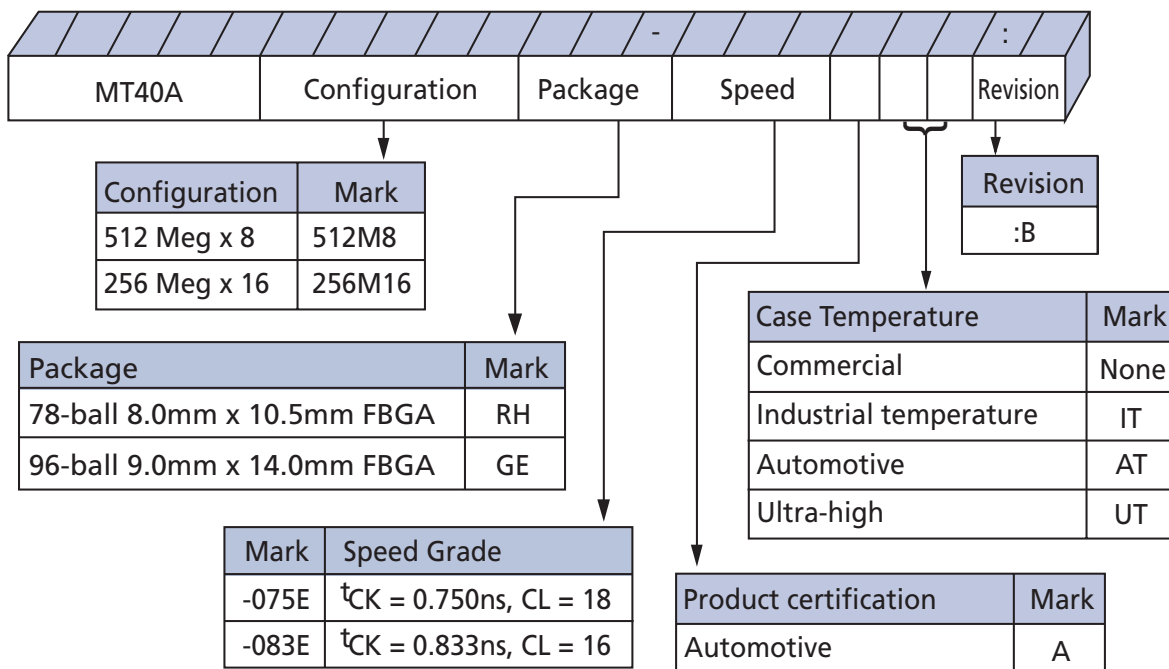 - :
MT40A Configuration Package Speed Revision
Configuration Mark
512 Meg x 8 512M8
256 Meg x 16 256M16
Revision
:B
Package Mark
78-ball 8.0mm x 10.5mm FBGA RH
96-ball 9.0mm x 14.0mm FBGA GE
Case Temperature Mark
Commercial None
Industrial temperature IT
Automotive AT
Ultra-high UT
Mark Speed Grade
-075E tCK = 0.750ns, CL = 18
-083E tCK = 0.833ns, CL = 16
Product certification Mark
Automotive A